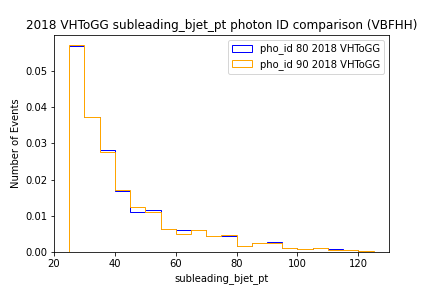 2018 VHToGG subleading_bjet_pt photon ID comparison (VBFHH)
pho_id 80 2018 VHToGG
pho_id 90 2018 VHToGG
Number of Events
0.05
0.04
0.03
0.02
0.01
0.00
20 40 60 80 100 120
subleading_bjet_pt